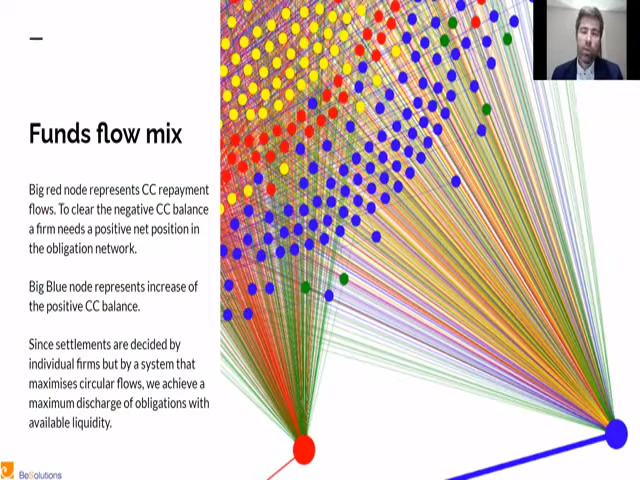 Funds flow mix
Big red node represents CC repayment
flows. To clear the negative CC balance
a firm needs a positive net position in
the obligation network.
Big Blue node represents increase of
the positive CC balance.
Since settlements are decided by
individual firms but by a system that
maximises circular flows, we achieve a
maximum discharge of obligations with
available liquidity.
BeSolutions